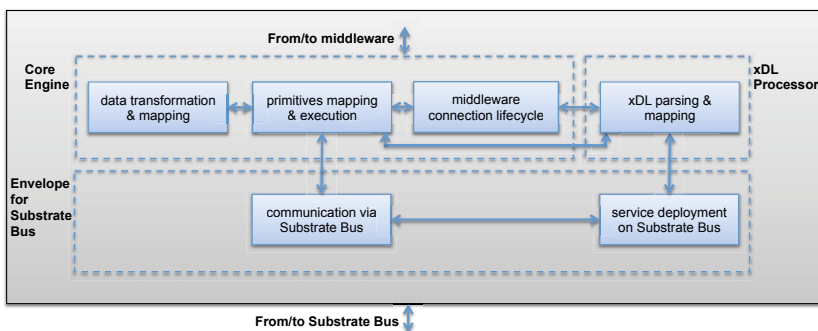 From/to middleware
Core
Engine
xDL
Processor
data transformation
& mapping
primitives mapping
& execution
middleware
connection lifecycle
xDL parsing &
mapping
Envelope
for
Substrate
Bus
communication via
Substrate Bus
service deployment
on Substrate Bus
From/to Substrate Bus